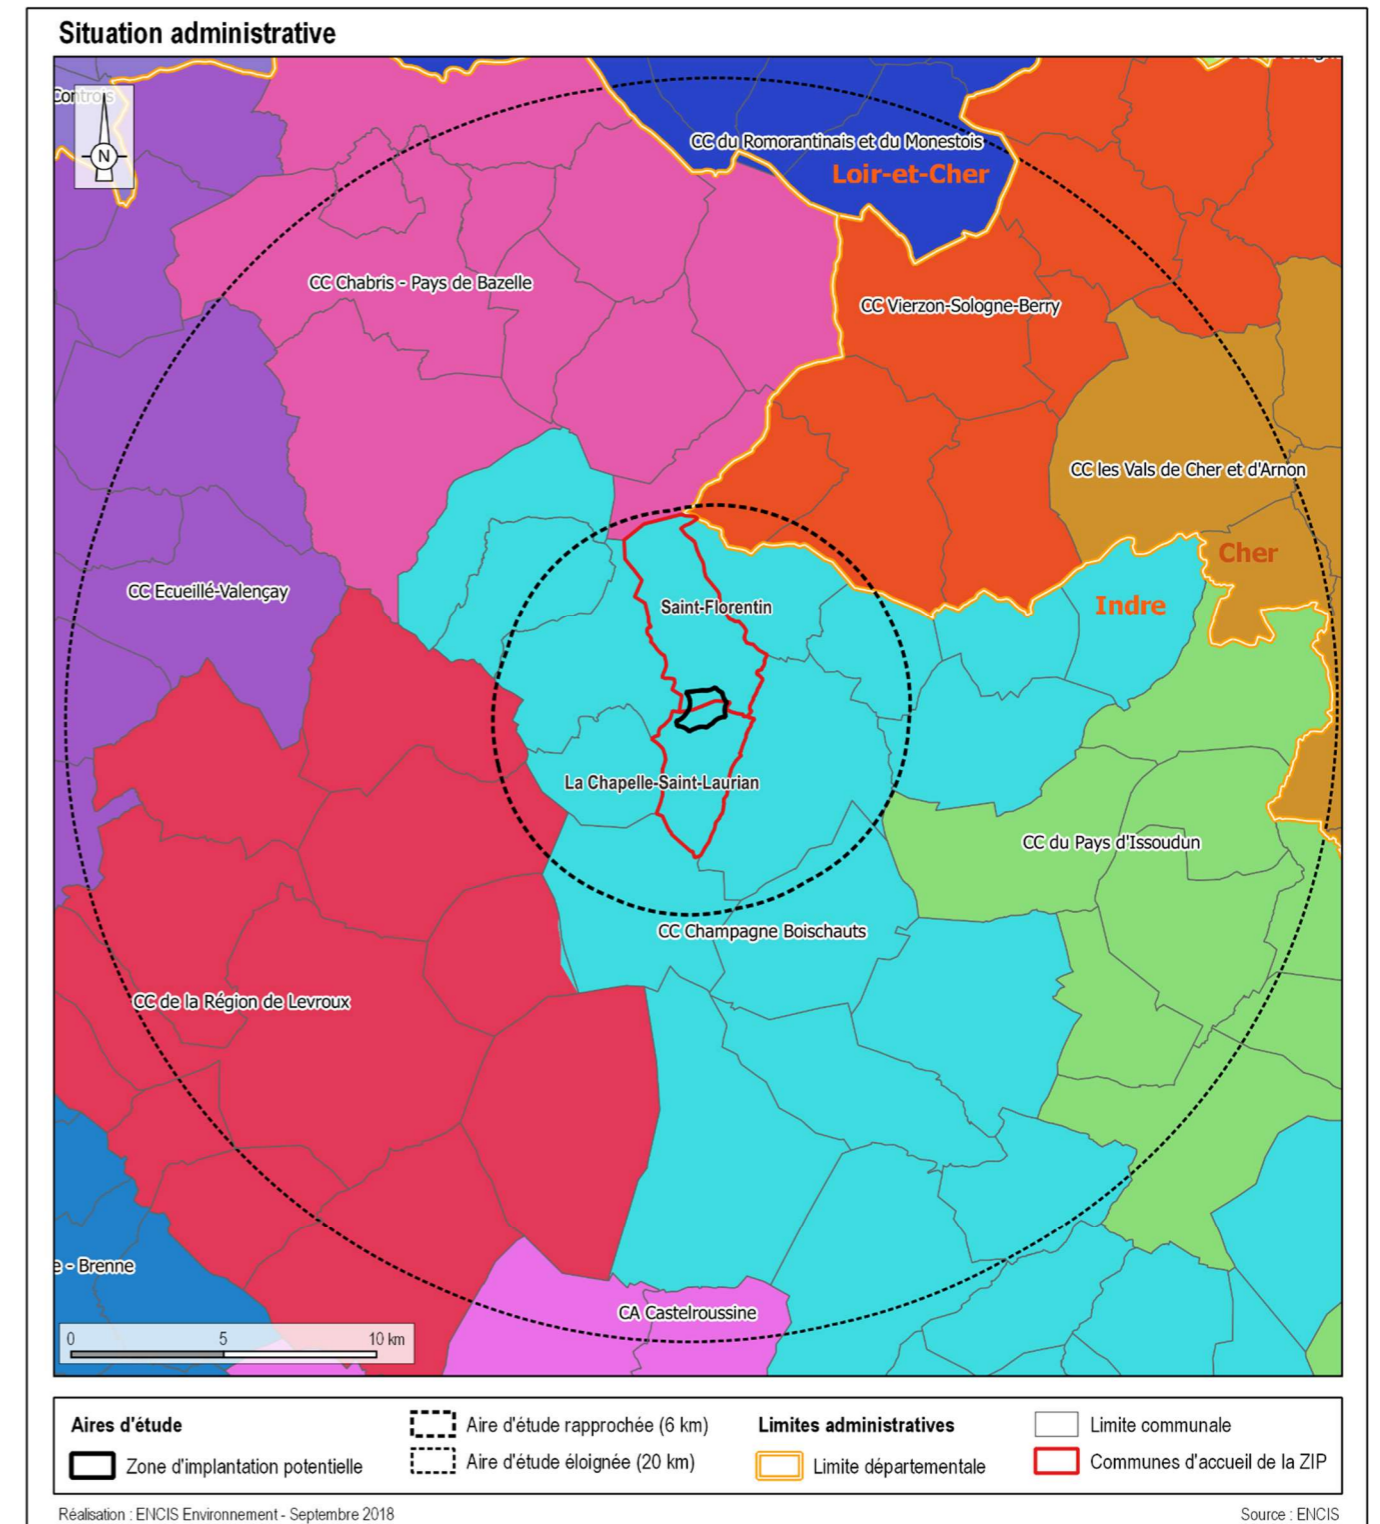 Situation administrative
Controis
N
CC du Romorantinais et du Monestois
Loir-et-Cher
CC Chabris - Pays de Bazelle
CC Vierzon-Sologne-Berry
CC les Vals de Cher et d'Arnon
Cher
CC Ecueillé-Valençay
Saint-Florentin
Indre
La Chapelle-Saint-Laurian
CC du Pays d'Issoudun
CC Champagne Boischauts
CC de la Région de Levroux
e - Brenne
CA Castelroussine
0 5 10 km
Aires d'étude
Zone d'implantation potentielle
Aire d'étude rapprochée (6 km)
Aire d'étude éloignée (20 km)
Limites administratives
Limite départementale
Limite communale
Communes d'accueil de la ZIP
Réalisation : ENCIS Environnement - Septembre 2018
Source : ENCIS